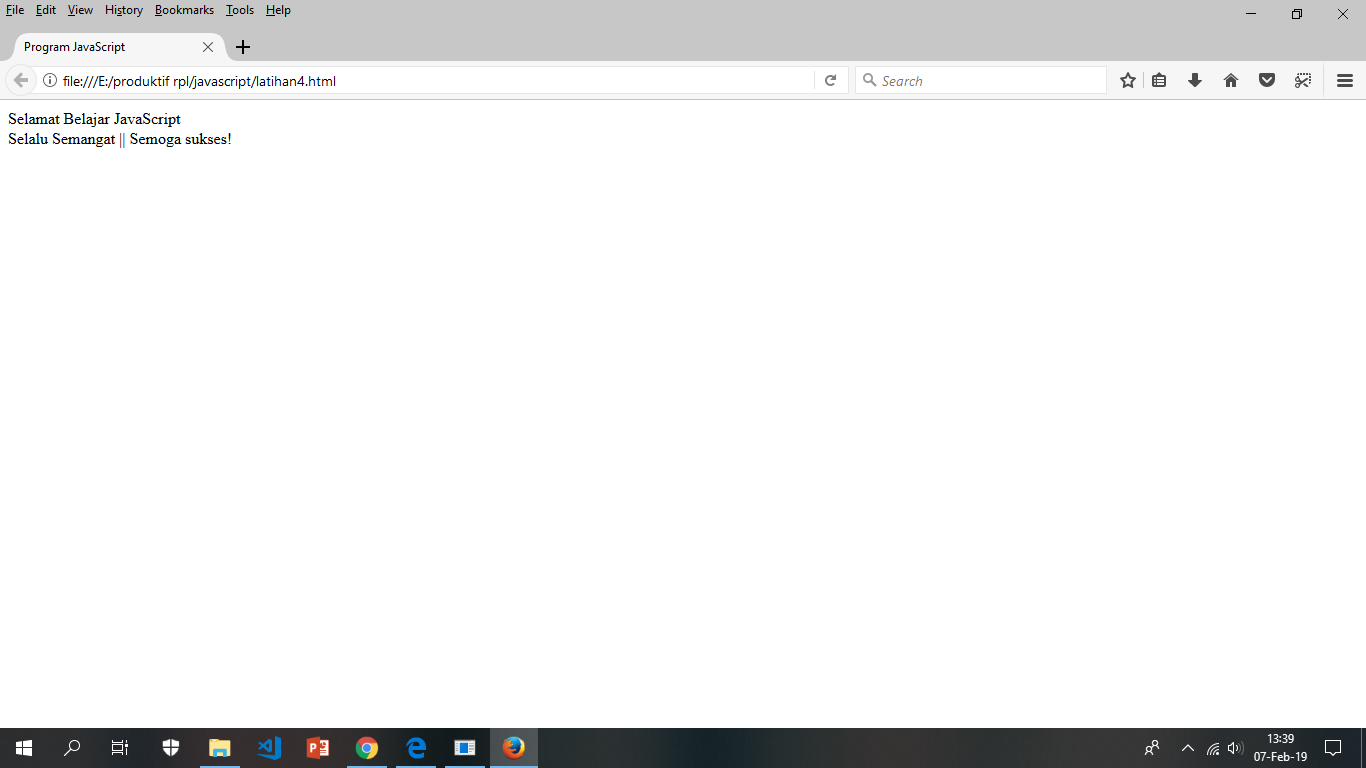 File Edit View History Bookmarks Tools Help
Program JavaScript
file:///E:/produktif rpl/javascript/latihan4.html
Search
Selamat Belajar JavaScript
Selalu Semangat || Semoga sukses!
13:39
07-Feb-19